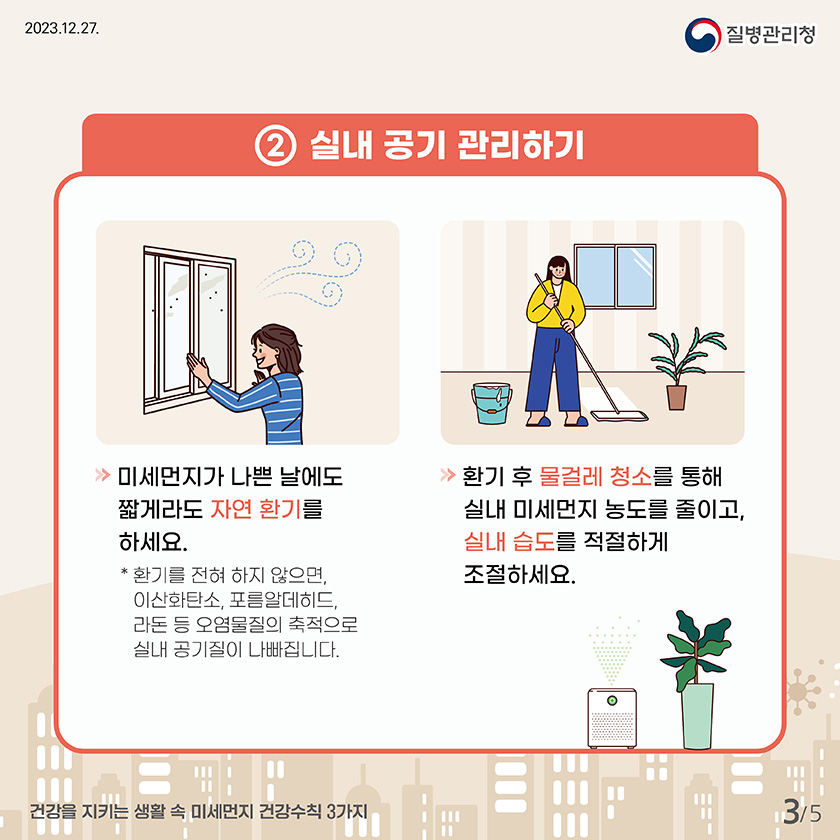 2023.12.27.
질병관리청
② 실내 공기 관리하기
» 미세먼지가 나쁜 날에도
짧게라도 자연 환기를
하세요.
* 환기를 전혀 하지 않으면,
이산화탄소, 포름알데히드,
라돈 등 오염물질의 축적으로
실내 공기질이 나빠집니다.
» 환기 후 물걸레 청소를 통해
실내 미세먼지 농도를 줄이고,
실내 습도를 적절하게
조절하세요.
건강을 지키는 생활 속 미세먼지 건강수칙 3가지
3/5